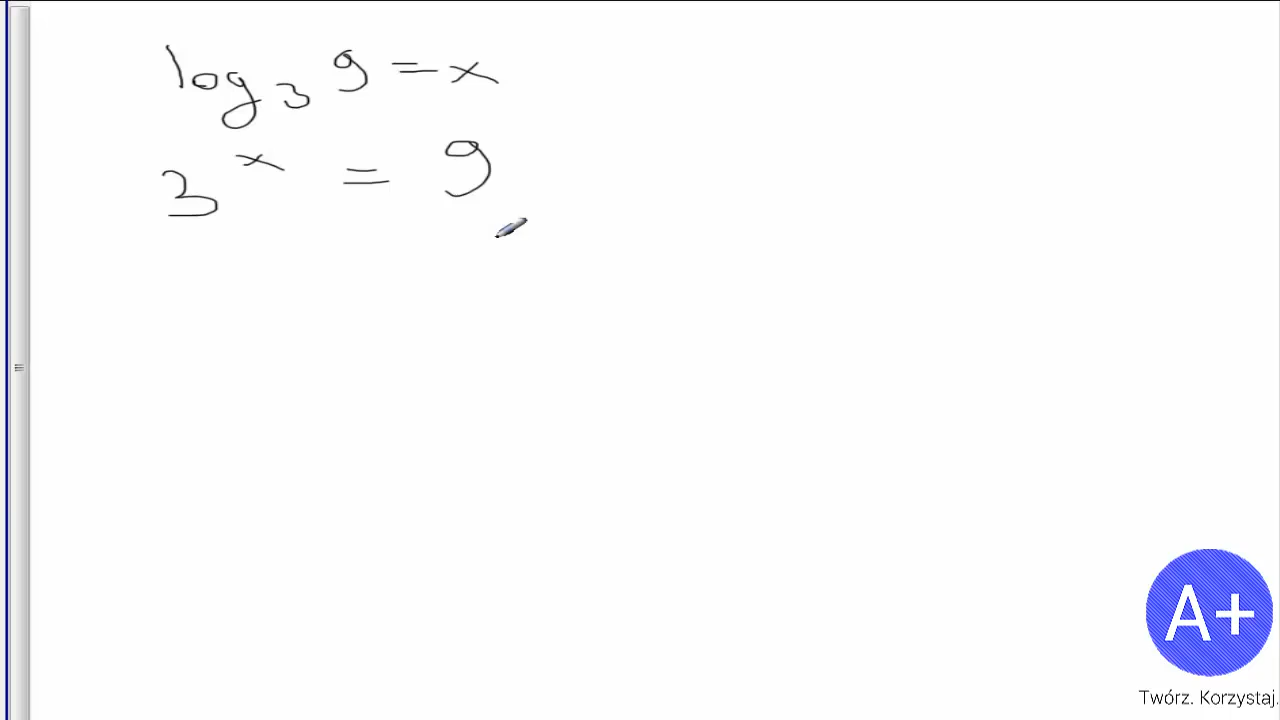 log₃ 9 = x
3ˣ = 9
A+
Twórz. Korzystaj.